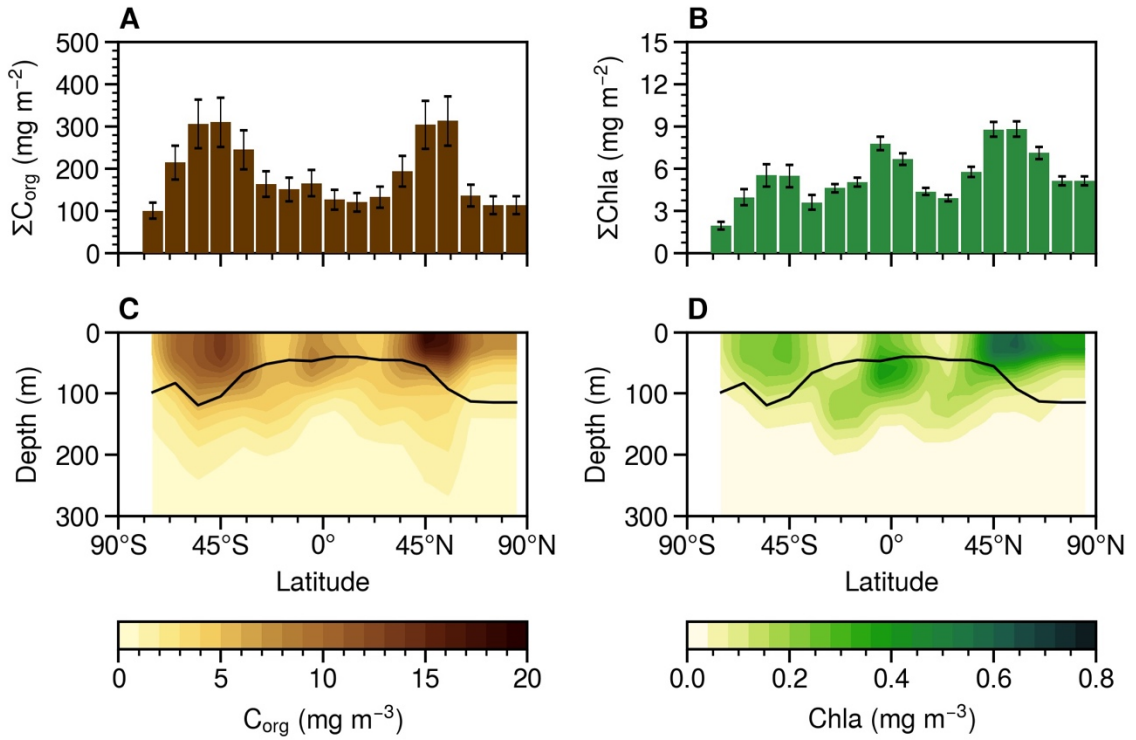 A
B
ΣC_org (mg m⁻²)
500
400
300
200
100
0
ΣChla (mg m⁻²)
15
12
9
6
3
0
C
D
Depth (m)
0
100
200
300
90°S
45°S
0°
45°N
90°N
Latitude
Depth (m)
0
100
200
300
90°S
45°S
0°
45°N
90°N
Latitude
0
5
10
15
20
C_org (mg m⁻³)
0.0
0.2
0.4
0.6
0.8
Chla (mg m⁻³)